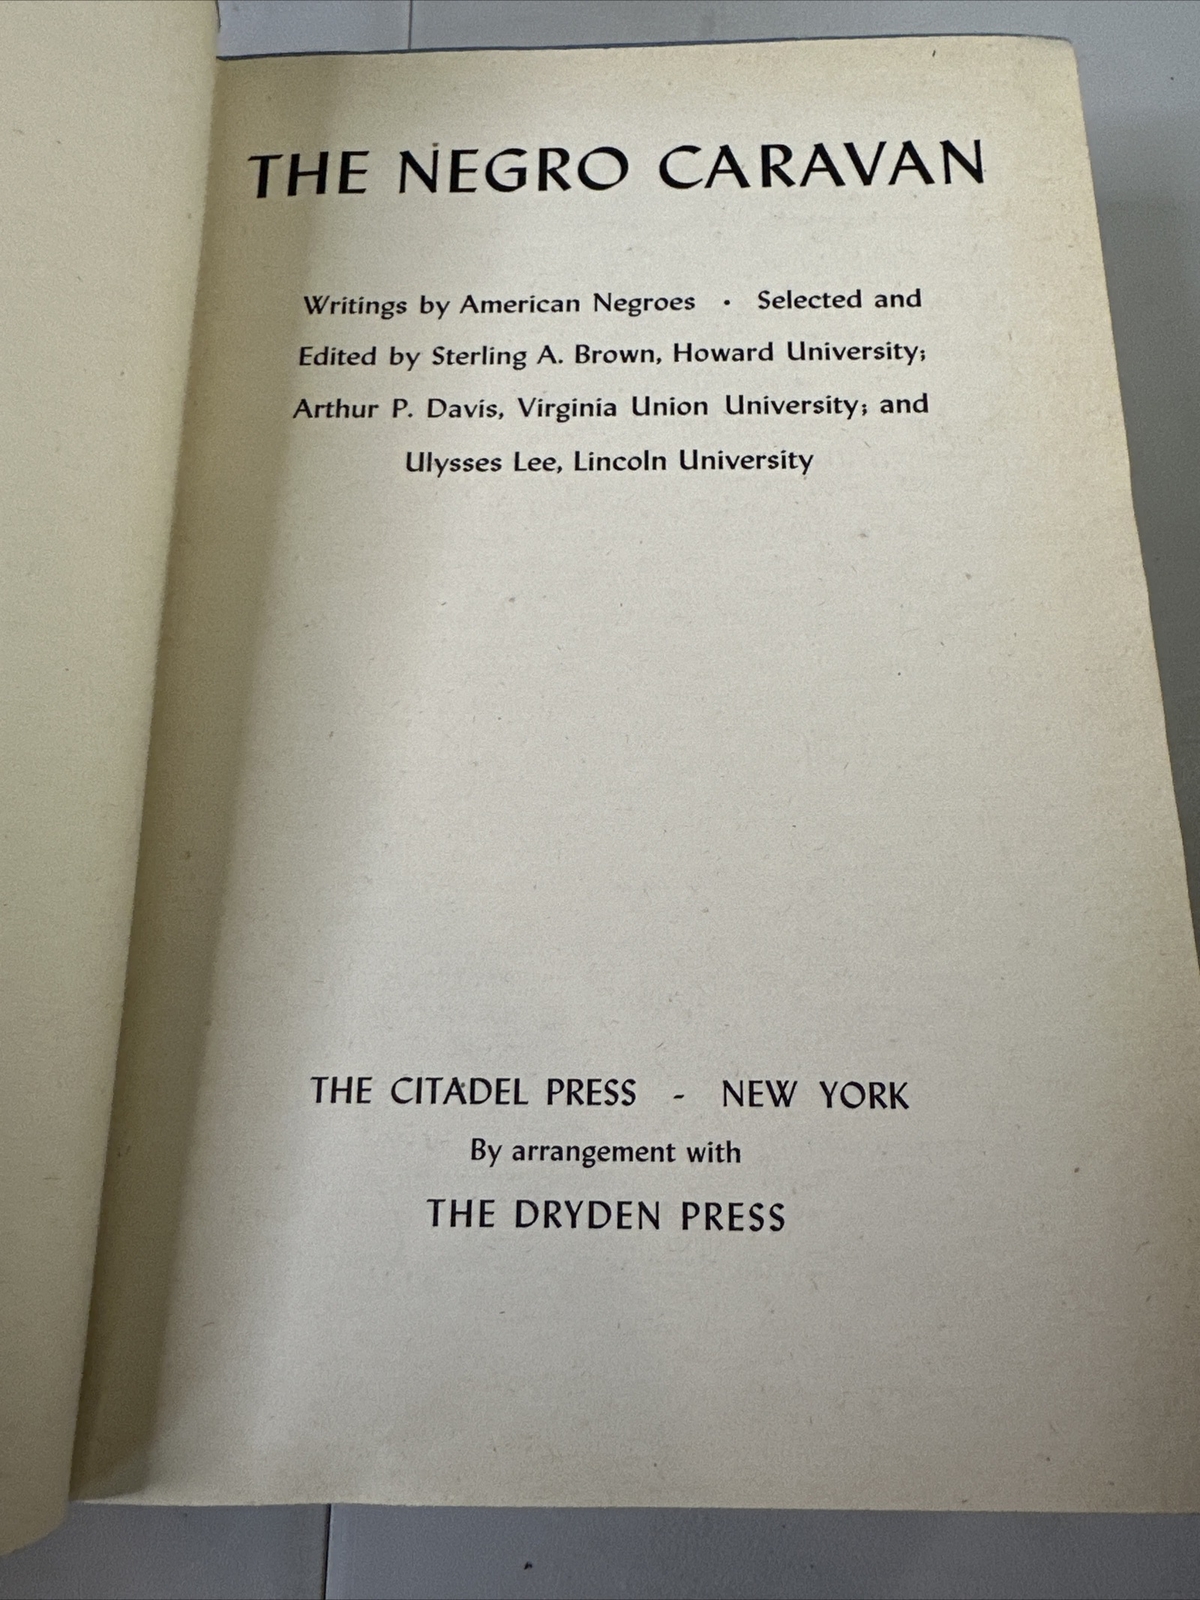 THE NEGRO CARAVAN
Writings by American Negroes • Selected and
Edited by Sterling A. Brown, Howard University;
Arthur P. Davis, Virginia Union University; and
Ulysses Lee, Lincoln University
THE CITADEL PRESS - NEW YORK
By arrangement with
THE DRYDEN PRESS